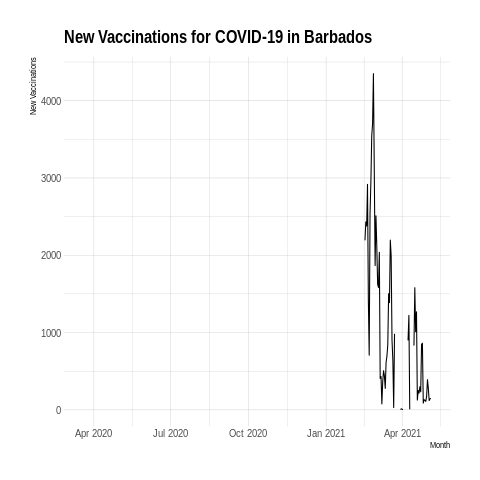 New Vaccinations for COVID-19 in Barbados
New Vaccinations
4000
3000
2000
1000
0
Apr 2020 Jul 2020 Oct 2020 Jan 2021 Apr 2021
Month